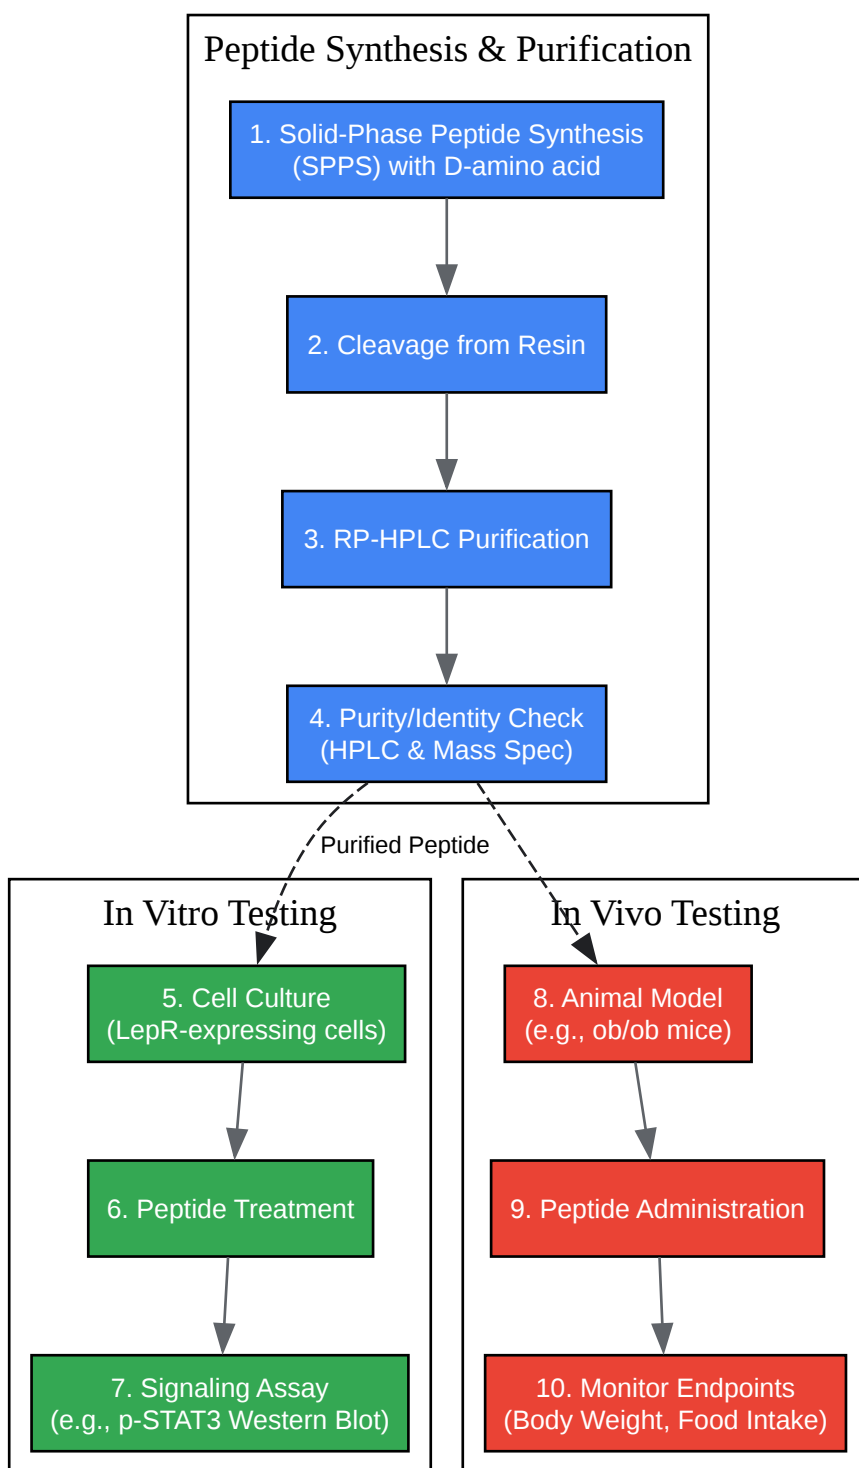 Peptide Synthesis & Purification
1. Solid-Phase Peptide Synthesis
(SPPS) with D-amino acid
2. Cleavage from Resin
3. RP-HPLC Purification
4. Purity/Identity Check
(HPLC & Mass Spec)
Purified Peptide
In Vitro Testing
5. Cell Culture
(LepR-expressing cells)
6. Peptide Treatment
7. Signaling Assay
(e.g., p-STAT3 Western Blot)
In Vivo Testing
8. Animal Model
(e.g., ob/ob mice)
9. Peptide Administration
10. Monitor Endpoints
(Body Weight, Food Intake)